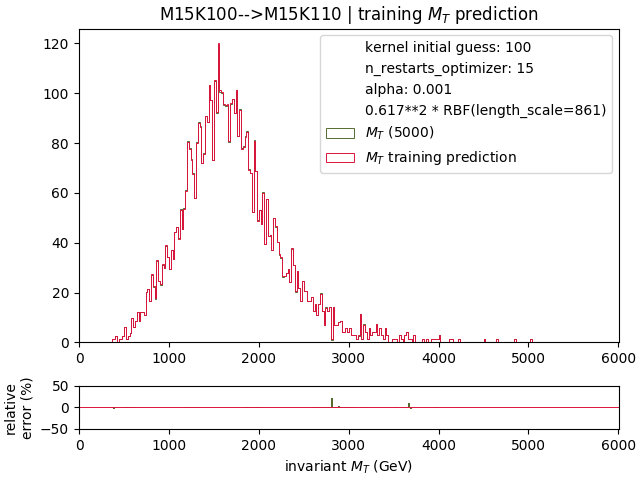 M15K100-->M15K110 | training M_T prediction
kernel initial guess: 100
n_restarts_optimizer: 15
alpha: 0.001
0.617**2 * RBF(length_scale=861)
M_T (5000)
M_T training prediction
120
100
80
60
40
20
0
0 1000 2000 3000 4000 5000 6000
relative
error (%)
50
0
−50
0 1000 2000 3000 4000 5000 6000
invariant M_T (GeV)